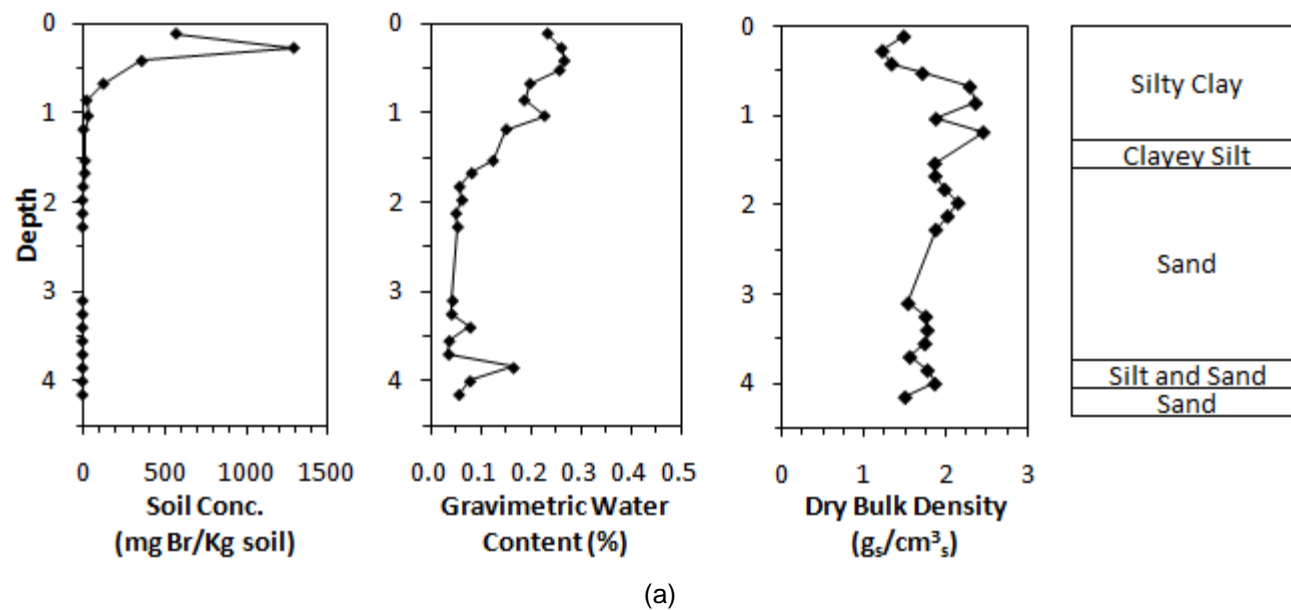 Depth
0
1
2
3
4
0 500 1000 1500
Soil Conc.
(mg Br/Kg soil)
0
1
2
3
4
0.0 0.1 0.2 0.3 0.4 0.5
Gravimetric Water
Content (%)
0
1
2
3
4
0 1 2 3
Dry Bulk Density
(gₛ/cm³ₛ)
Silty Clay
Clayey Silt
Sand
Silt and Sand
Sand
(a)